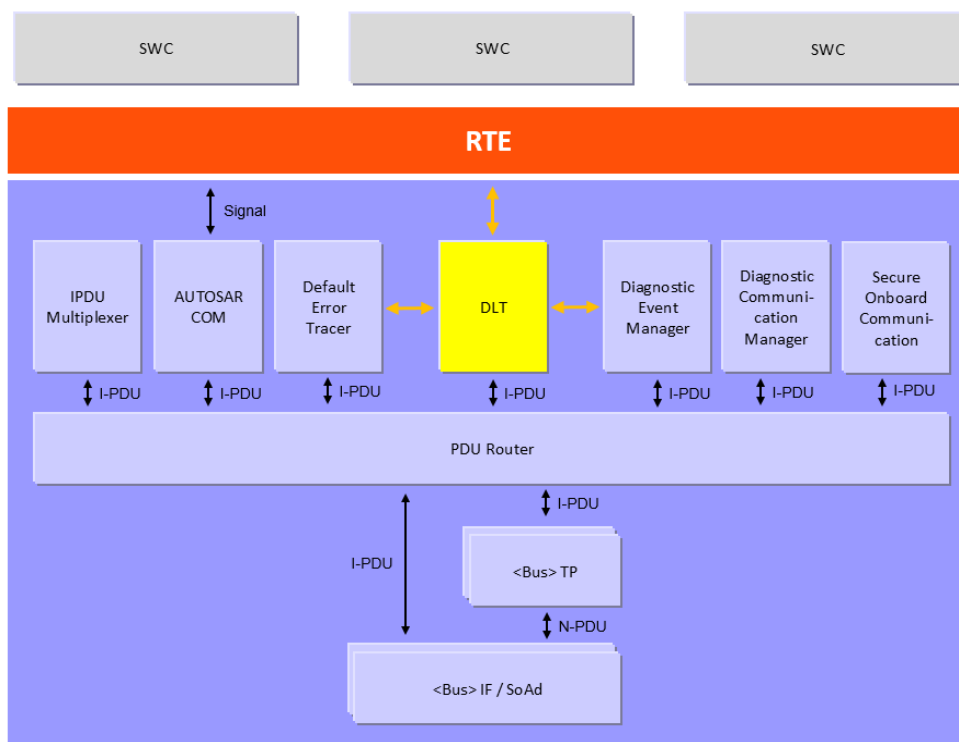 SWC
SWC
SWC
RTE
Signal
IPDU
Multiplexer
AUTOSAR
COM
Default
Error
Tracer
DLT
Diagnostic
Event
Manager
Diagnostic
Communi-
cation
Manager
Secure
Onboard
Communi-
cation
I-PDU
I-PDU
I-PDU
I-PDU
I-PDU
I-PDU
I-PDU
PDU Router
I-PDU
I-PDU
<Bus> TP
N-PDU
<Bus> IF / SoAd